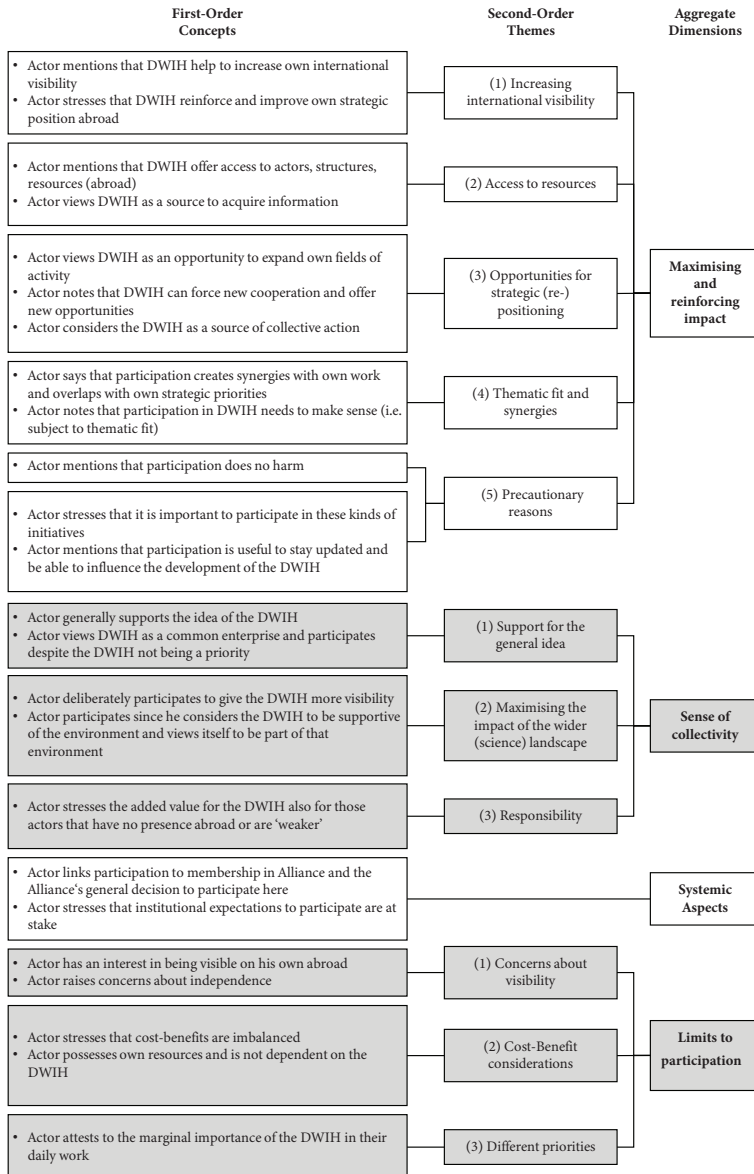 First-Order
Concepts
Second-Order
Themes
Aggregate
Dimensions
• Actor mentions that DWIH help to increase own international
visibility
• Actor stresses that DWIH reinforce and improve own strategic
position abroad
(1) Increasing
international visibility
• Actor mentions that DWIH offer access to actors, structures,
resources (abroad)
• Actor views DWIH as a source to acquire information
(2) Access to resources
• Actor views DWIH as an opportunity to expand own fields of
activity
• Actor notes that DWIH can force new cooperation and offer
new opportunities
• Actor considers the DWIH as a source of collective action
(3) Opportunities for
strategic (re-)
positioning
Maximising
and
reinforcing
impact
• Actor says that participation creates synergies with own work
and overlaps with own strategic priorities
• Actor notes that participation in DWIH needs to make sense (i.e.
subject to thematic fit)
(4) Thematic fit and
synergies
• Actor mentions that participation does no harm
• Actor stresses that it is important to participate in these kinds of
initiatives
• Actor mentions that participation is useful to stay updated and
be able to influence the development of the DWIH
(5) Precautionary
reasons
• Actor generally supports the idea of the DWIH
• Actor views DWIH as a common enterprise and participates
despite the DWIH not being a priority
(1) Support for the
general idea
• Actor deliberately participates to give the DWIH more visibility
• Actor participates since he considers the DWIH to be supportive
of the environment and views itself to be part of that
environment
(2) Maximising the
impact of the wider
(science) landscape
Sense of
collectivity
• Actor stresses the added value for the DWIH also for those
actors that have no presence abroad or are ‘weaker’
(3) Responsibility
• Actor links participation to membership in Alliance and the
Alliance‘s general decision to participate here
• Actor stresses that institutional expectations to participate are at
stake
Systemic
Aspects
• Actor has an interest in being visible on his own abroad
• Actor raises concerns about independence
(1) Concerns about
visibility
• Actor stresses that cost-benefits are imbalanced
• Actor possesses own resources and is not dependent on the
DWIH
(2) Cost-Benefit
considerations
Limits to
participation
• Actor attests to the marginal importance of the DWIH in their
daily work
(3) Different priorities